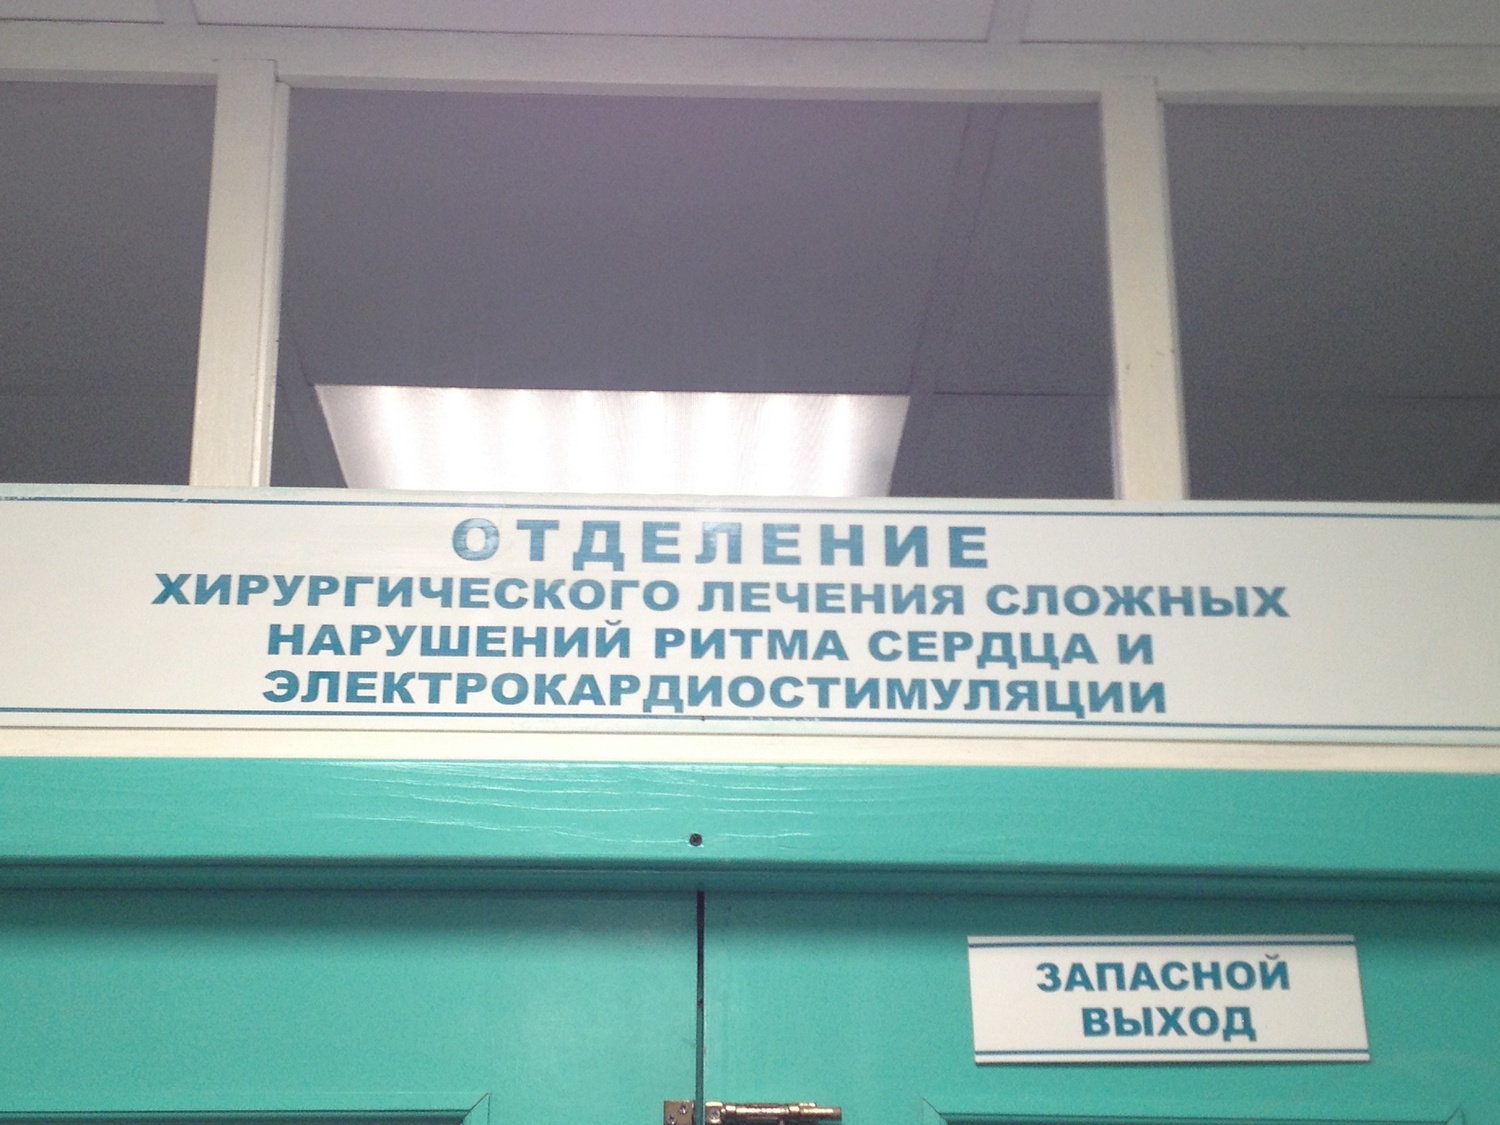 ОТДЕЛЕНИЕ
ХИРУРГИЧЕСКОГО ЛЕЧЕНИЯ СЛОЖНЫХ
НАРУШЕНИЙ РИТМА СЕРДЦА И
ЭЛЕКТРОКАРДИОСТИМУЛЯЦИИ
ЗАПАСНОЙ
ВЫХОД